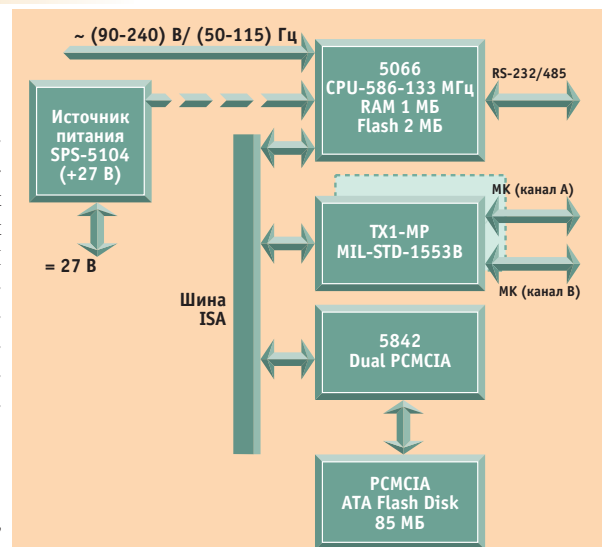 ~ (90-240) В/ (50-115) Гц
5066
CPU-586-133 МГц
RAM 1 МБ
Flash 2 МБ
RS-232/485
Источник
питания
SPS-5104
(+27 В)
= 27 В
TX1-MP
MIL-STD-1553B
МК (канал А)
МК (канал В)
Шина
ISA
5842
Dual PCMCIA
PCMCIA
ATA Flash Disk
85 МБ